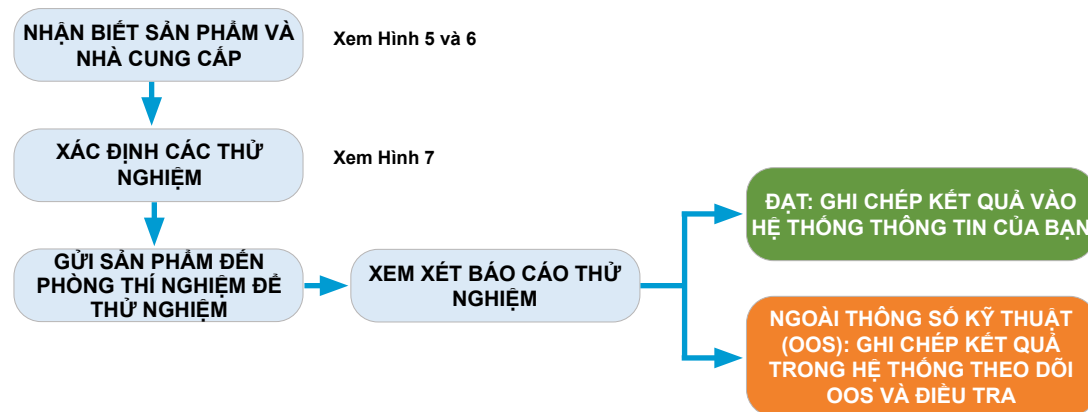 NHẬN BIẾT SẢN PHẨM VÀ
NHÀ CUNG CẤP
Xem Hình 5 và 6
XÁC ĐỊNH CÁC THỬ
NGHIỆM
Xem Hình 7
GỬI SẢN PHẨM ĐẾN
PHÒNG THÍ NGHIỆM ĐỂ
THỬ NGHIỆM
XEM XÉT BÁO CÁO THỬ
NGHIỆM
ĐẠT: GHI CHÉP KẾT QUẢ VÀO
HỆ THỐNG THÔNG TIN CỦA BẠN
NGOÀI THÔNG SỐ KỸ THUẬT
(OOS): GHI CHÉP KẾT QUẢ
TRONG HỆ THỐNG THEO DÕI
OOS VÀ ĐIỀU TRA